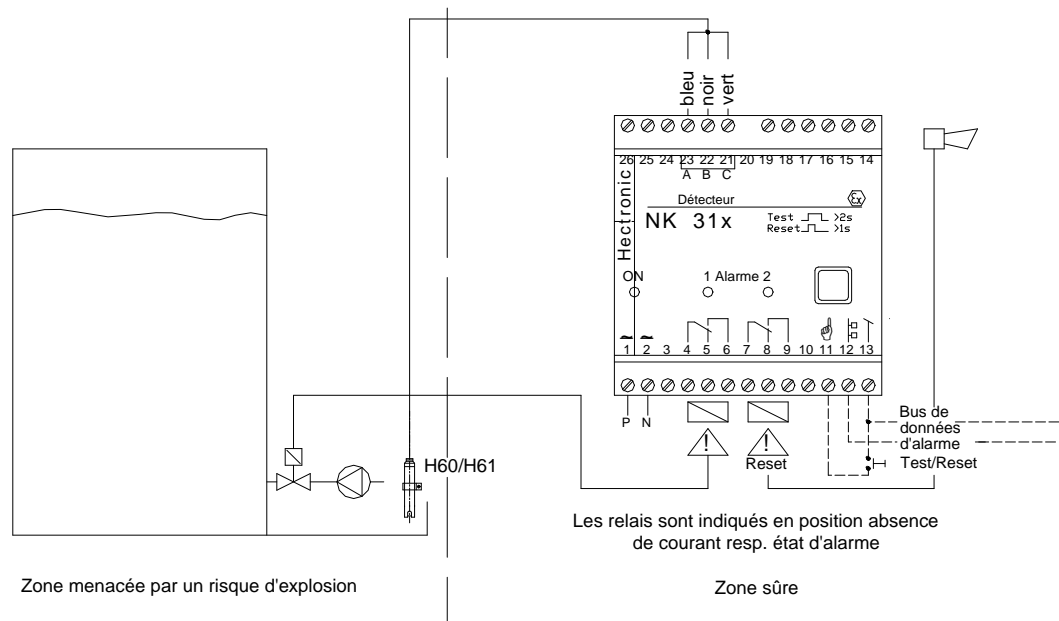 bleu
noir
vert
26 25 24 23 22 21 20 19 18 17 16 15 14
A B C
Hectronic
Détecteur
Ex
NK 31x
Test >2s
Reset >1s
ON
1 Alarme 2
1 2 3 4 5 6 7 8 9 10 11 12 13
P N
!
!
Reset
Bus de
données
d'alarme
Test/Reset
H60/H61
Les relais sont indiqués en position absence
de courant resp. état d'alarme
Zone menacée par un risque d'explosion
Zone sûre